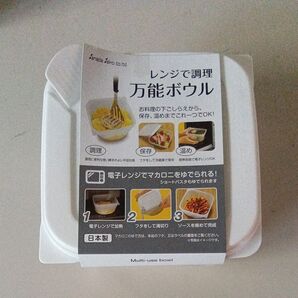 レンジで調理
万能ボウル
お料理の下ごしらえから、
保存、温めまでこれ一つでOK!
調理
保存
温め
電子レンジでマカロニをゆでられる!
ショートパスタもゆでられます
1
電子レンジで加熱
2
フタをして湯切り
3
ソースを絡めて完成
日本製
Multi-use bowl